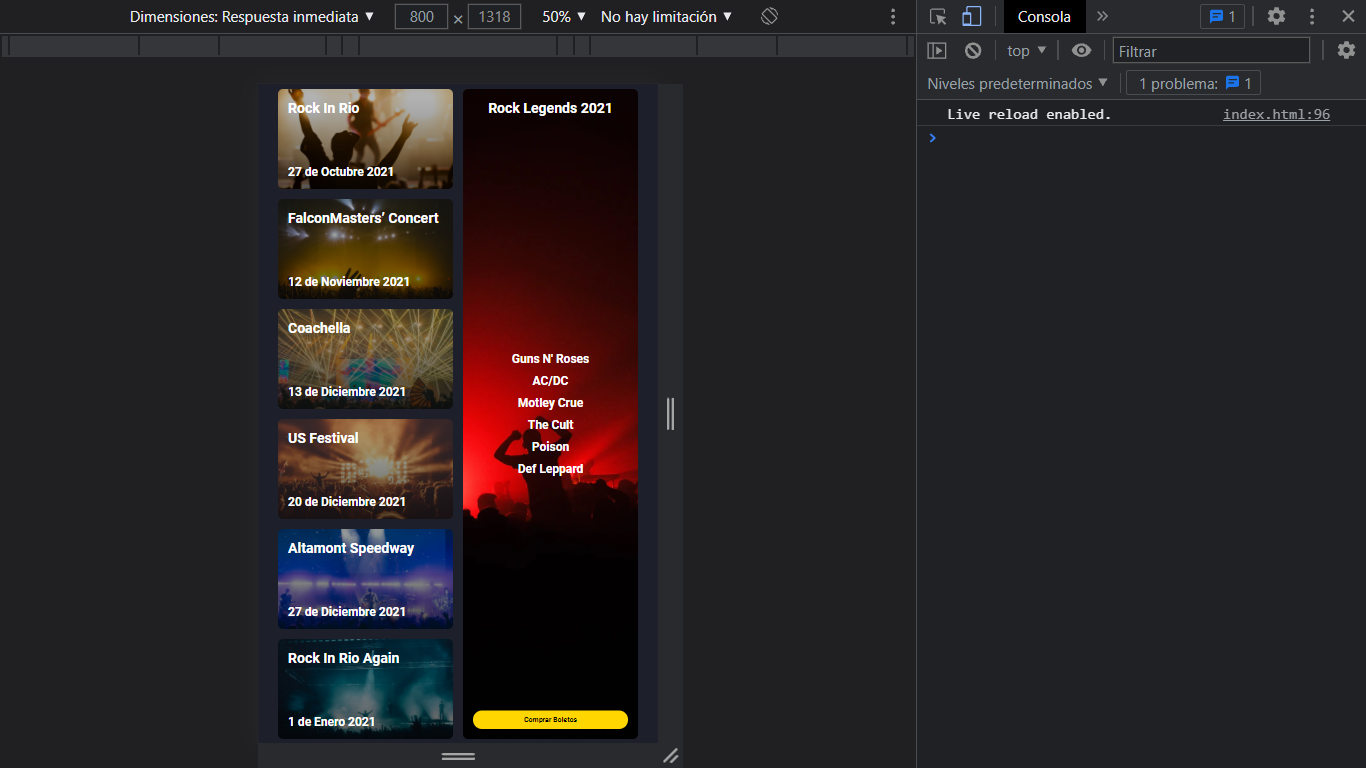 Dimensiones: Respuesta inmediata ▼ 800 × 1318 50% ▼ No hay limitación ▼
Consola » 1
top ▼ Filtrar
Niveles predeterminados ▼ 1 problema: 1
Live reload enabled. index.html:96
Rock In Rio
27 de Octubre 2021
FalconMasters’ Concert
12 de Noviembre 2021
Coachella
13 de Diciembre 2021
US Festival
20 de Diciembre 2021
Altamont Speedway
27 de Diciembre 2021
Rock In Rio Again
1 de Enero 2021
Rock Legends 2021
Guns N' Roses
AC/DC
Motley Crue
The Cult
Poison
Def Leppard
Comprar Boletos